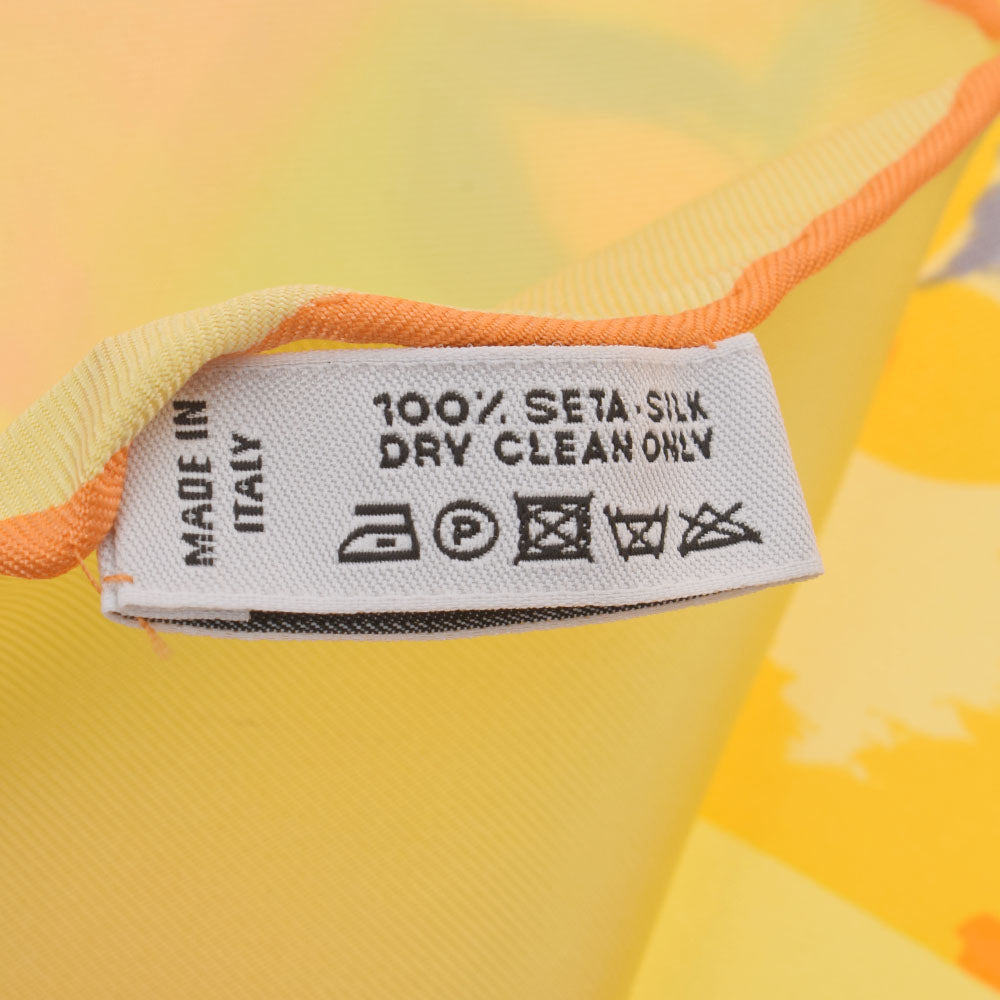 MADE IN
ITALY
100% SETA·SILK
DRY CLEAN ONLY
P